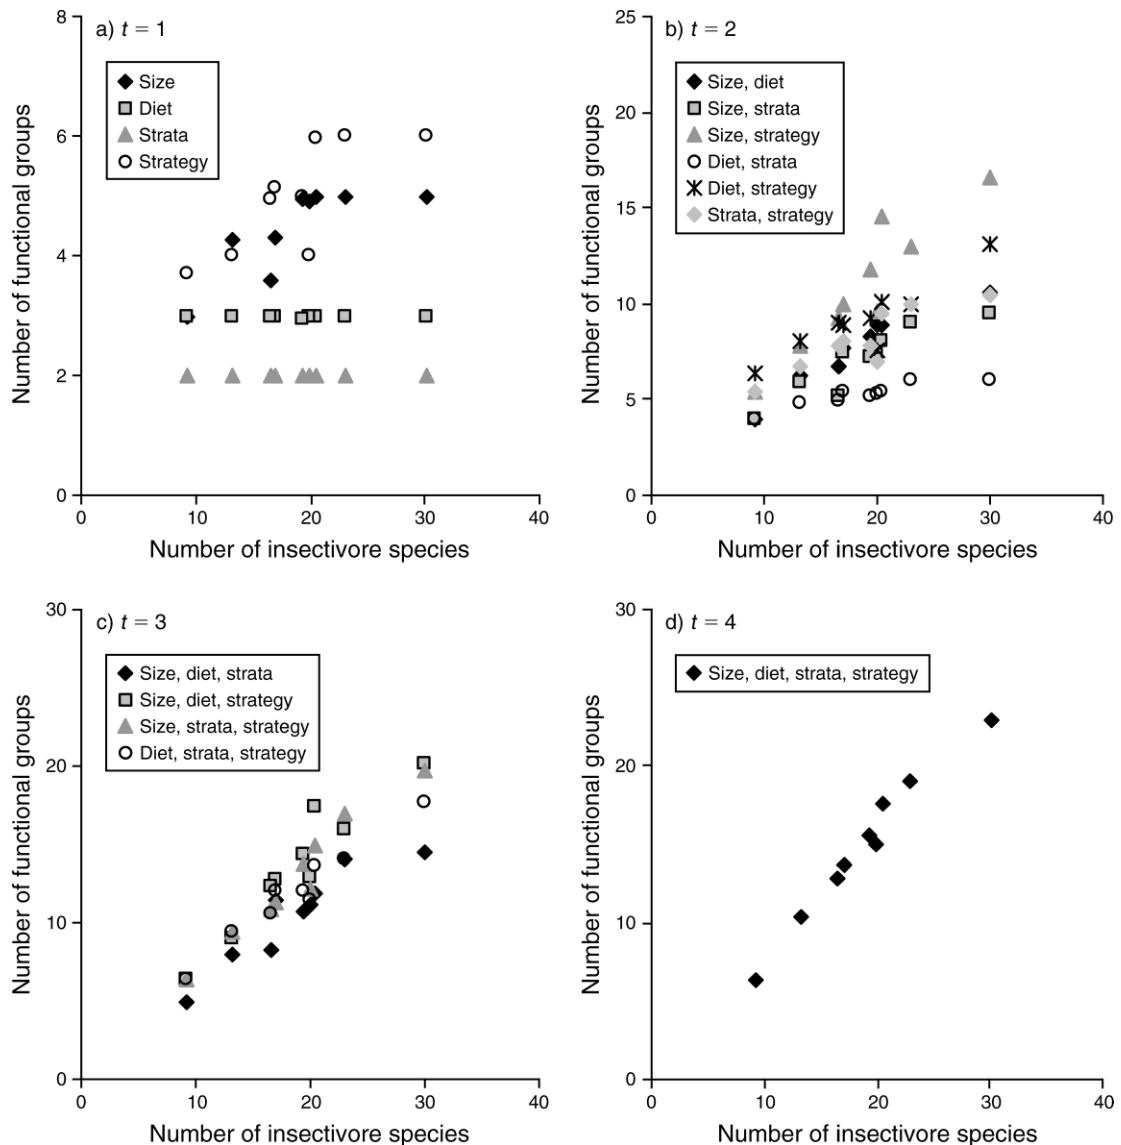 a) t = 1
Size
Diet
Strata
Strategy
8
6
4
2
0
0
10
20
30
40
Number of functional groups
Number of insectivore species
b) t = 2
Size, diet
Size, strata
Size, strategy
Diet, strata
Diet, strategy
Strata, strategy
25
20
15
10
5
0
0
10
20
30
40
Number of functional groups
Number of insectivore species
c) t = 3
Size, diet, strata
Size, diet, strategy
Size, strata, strategy
Diet, strata, strategy
30
20
10
0
0
10
20
30
40
Number of functional groups
Number of insectivore species
d) t = 4
Size, diet, strata, strategy
30
20
10
0
0
10
20
30
40
Number of functional groups
Number of insectivore species